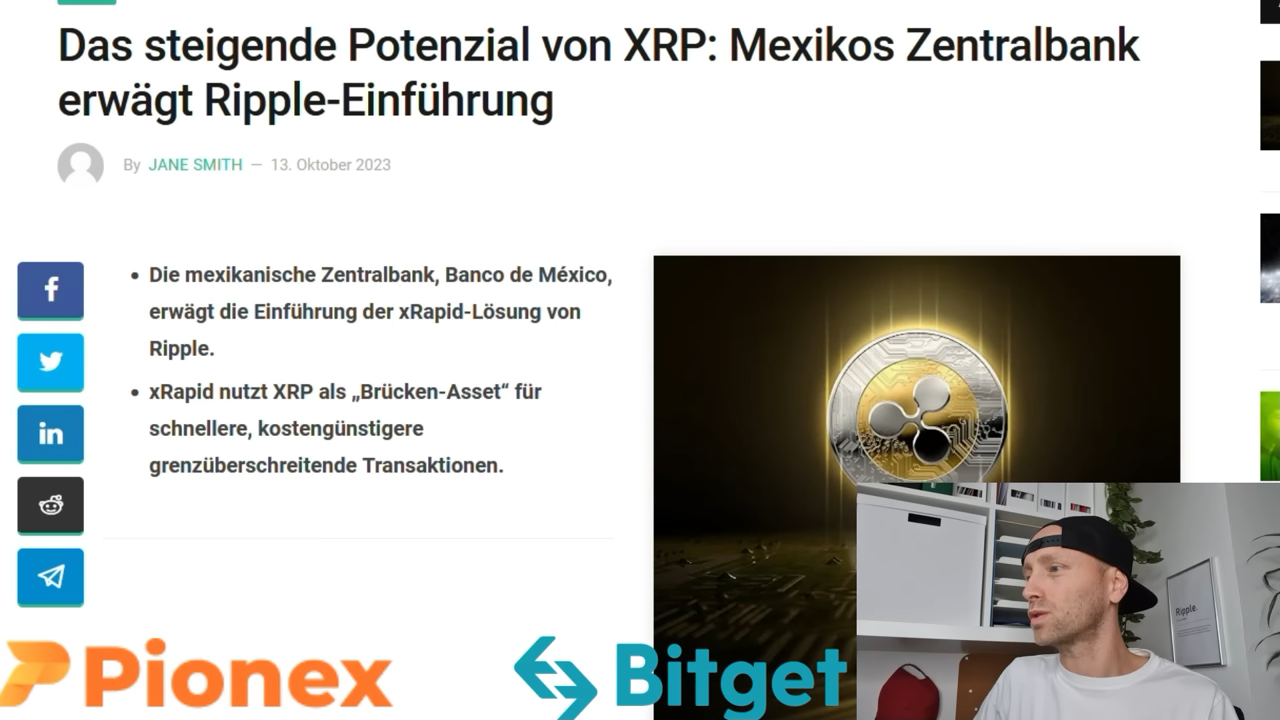 Das steigende Potenzial von XRP: Mexikos Zentralbank
erwägt Ripple-Einführung
By JANE SMITH — 13. Oktober 2023
• Die mexikanische Zentralbank, Banco de México,
erwägt die Einführung der xRapid-Lösung von
Ripple.
• xRapid nutzt XRP als „Brücken-Asset“ für
schnellere, kostengünstigere
grenzüberschreitende Transaktionen.
Ripple.
Pionex
Bitget